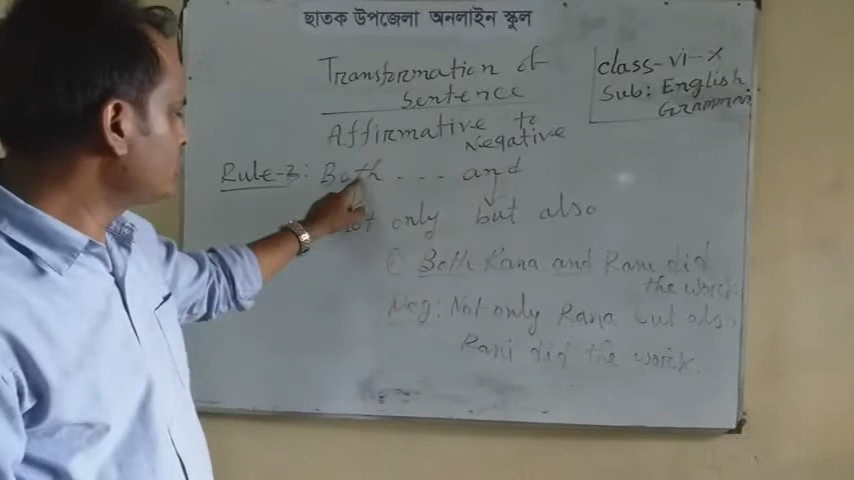 ছাতক উপজেলা অনলাইন স্কুল
Transformation of
Sentence
class-vi-X
Sub: English
Grammar
Affirmative to
Negative
Rule-3: Both ... and
Not only but also
① Both Rana and Rani did
the work
Neg: Not only Rana but also
Rani did the work.